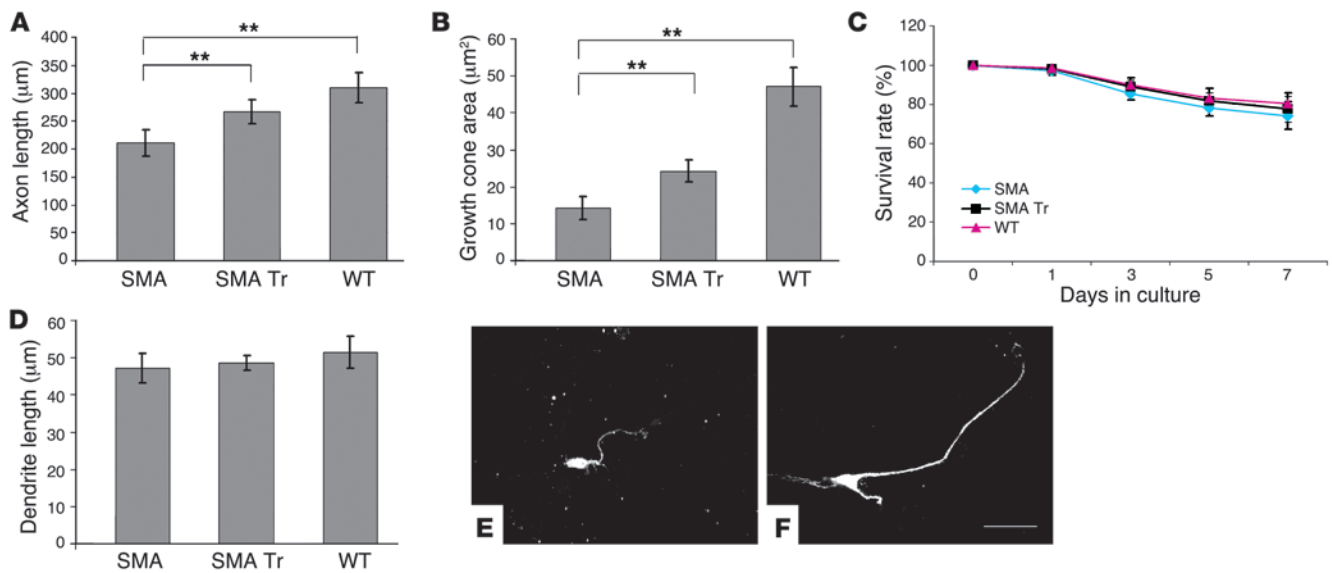 A
Axon length (μm)
400
350
300
250
200
150
100
50
0
**
**
SMA
SMA Tr
WT
B
Growth cone area (μm²)
60
50
40
30
20
10
0
**
**
SMA
SMA Tr
WT
C
Survival rate (%)
120
100
80
60
40
20
0
SMA
SMA Tr
WT
0
1
3
5
7
Days in culture
D
Dendrite length (μm)
60
50
40
30
20
10
0
SMA
SMA Tr
WT
E
F